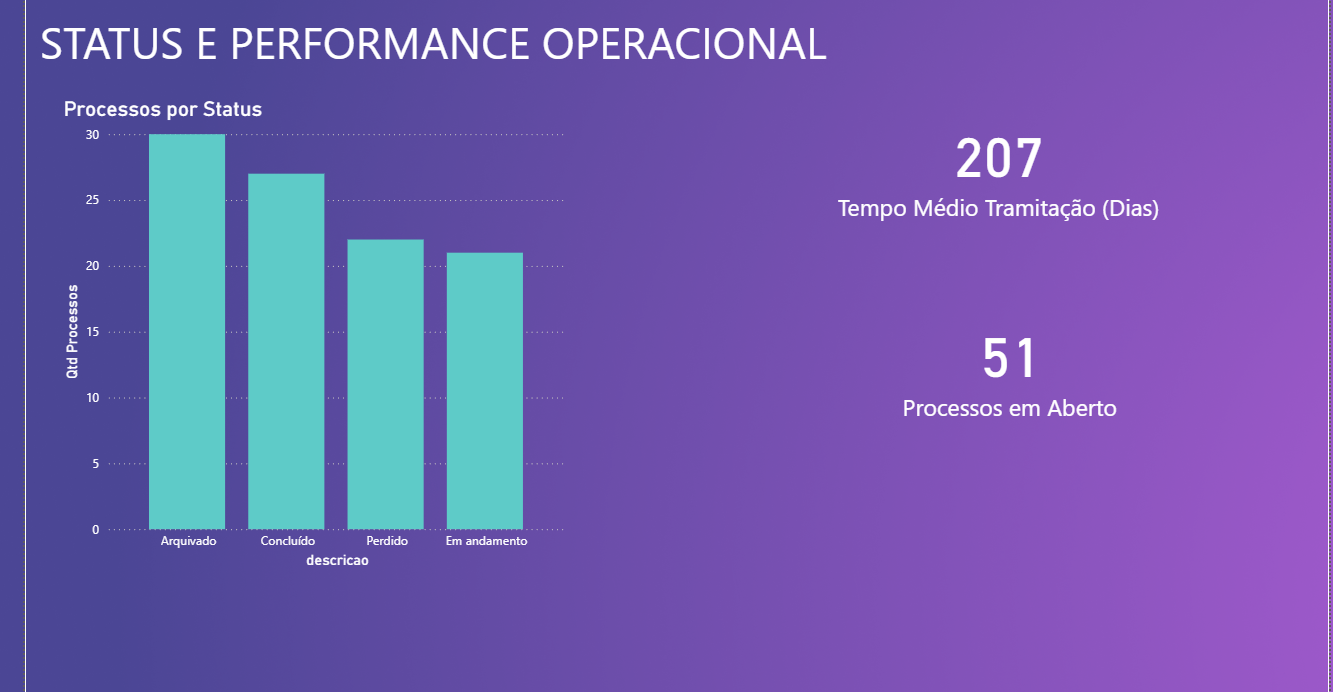 STATUS E PERFORMANCE OPERACIONAL
Processos por Status
30
25
20
15
10
5
0
Qtd Processos
Arquivado Concluído Perdido Em andamento
descricao
207
Tempo Médio Tramitação (Dias)
51
Processos em Aberto